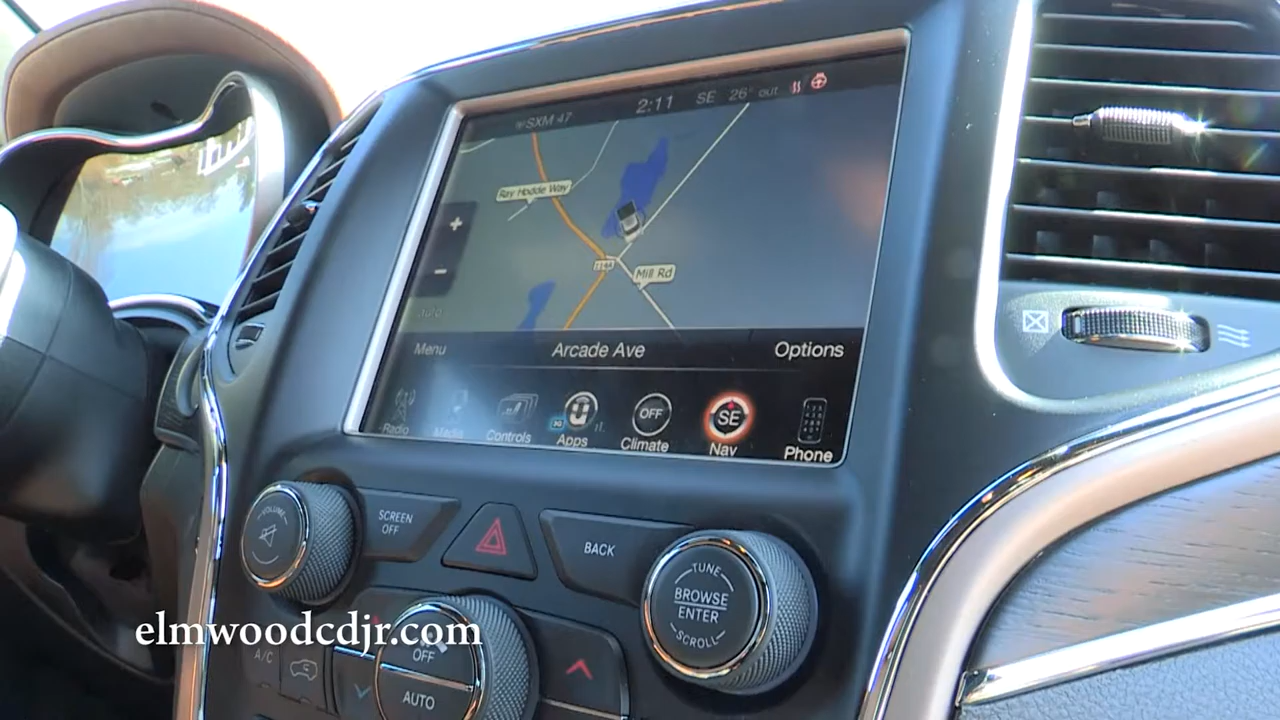 SXM 47 2:11 SE 26° out
Ray Hodde Way
+
Mill Rd
-
auto
Menu Arcade Ave Options
OFF SE
Radio Media Controls Apps Climate Nav Phone
VOLUME
SCREEN
OFF
BACK
TUNE
BROWSE
ENTER
SCROLL
elmwoodcdjr.com
A/C
OFF
AUTO